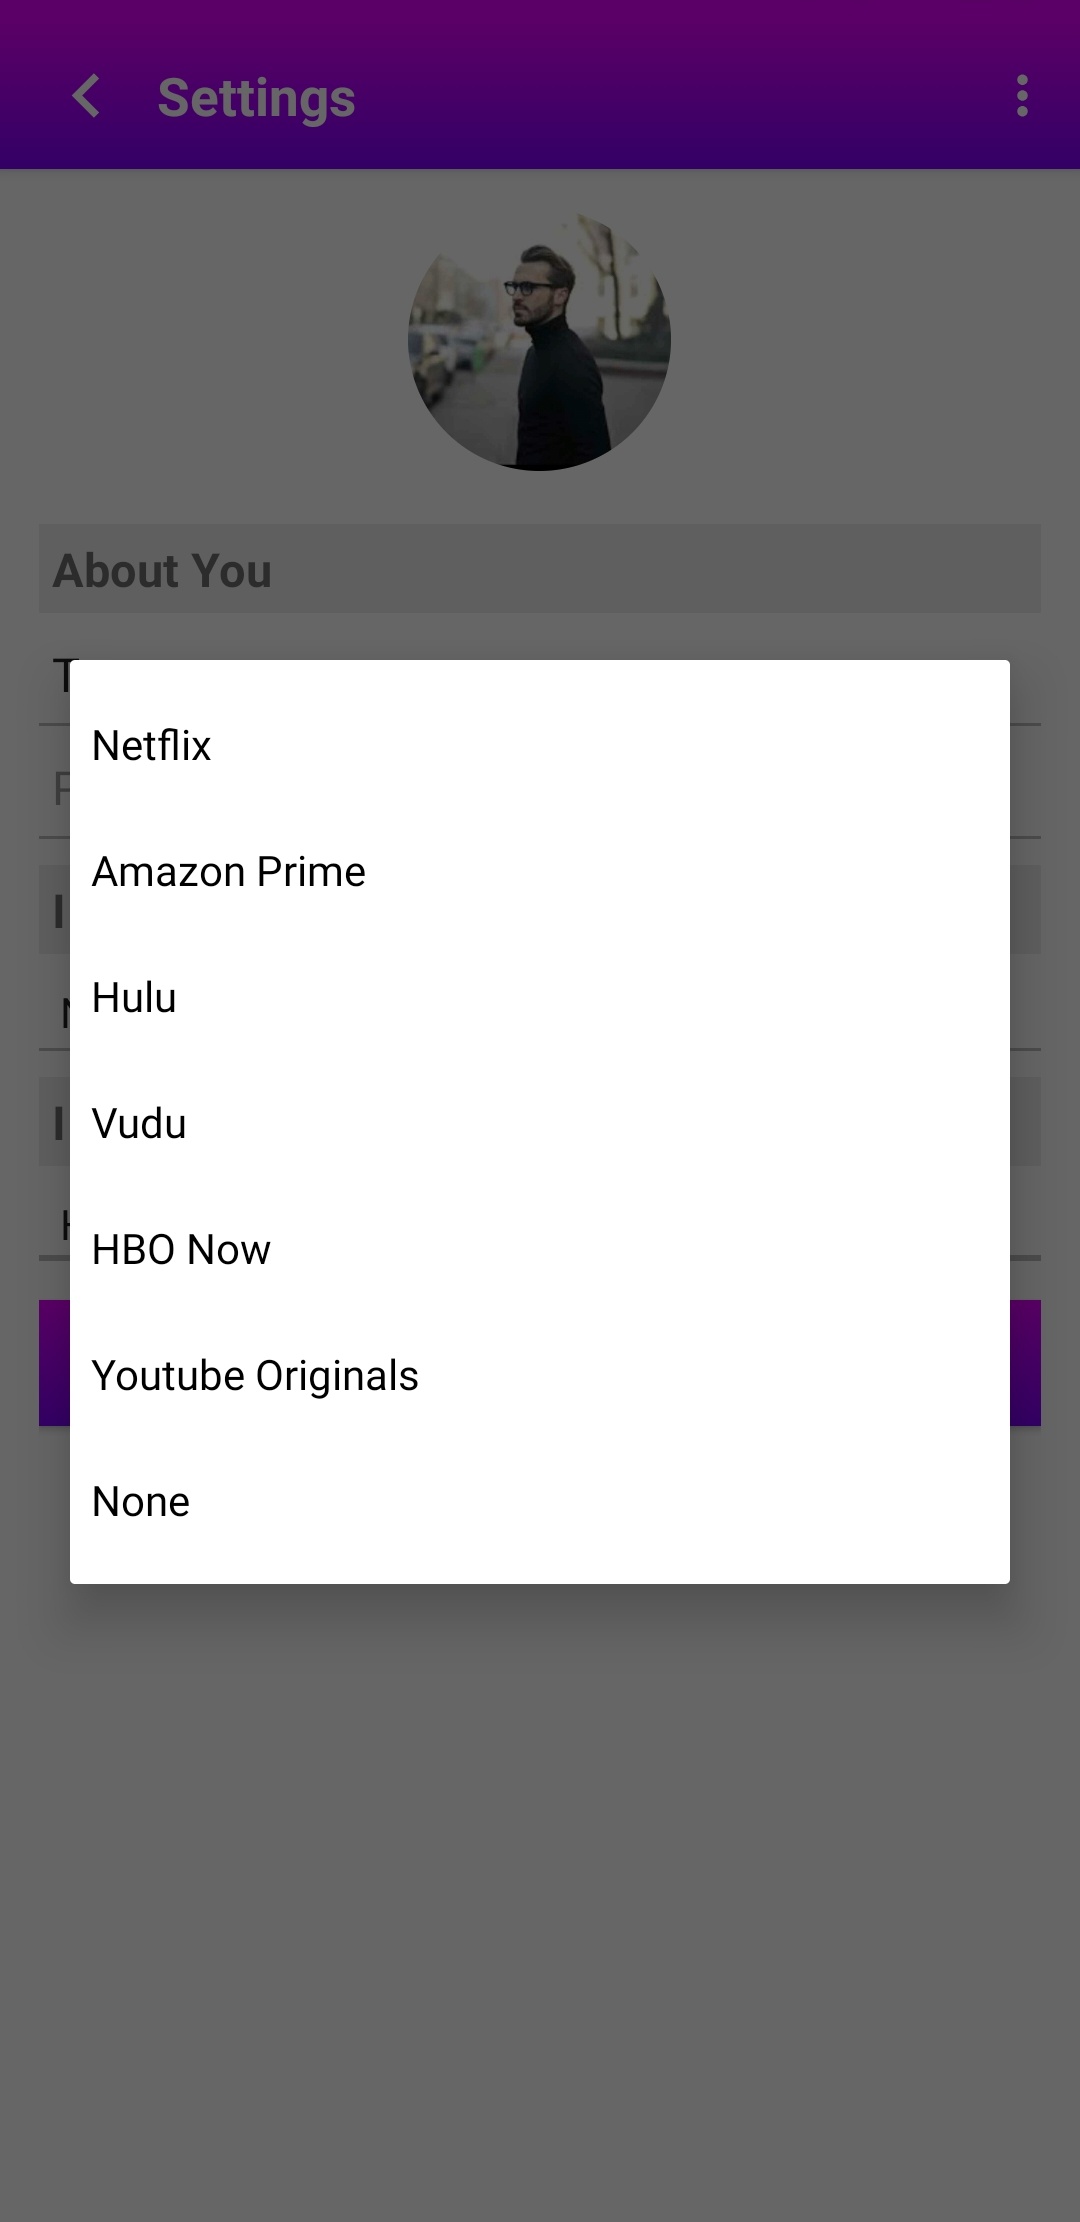 Settings
About You
Netflix
Amazon Prime
Hulu
Vudu
HBO Now
Youtube Originals
None